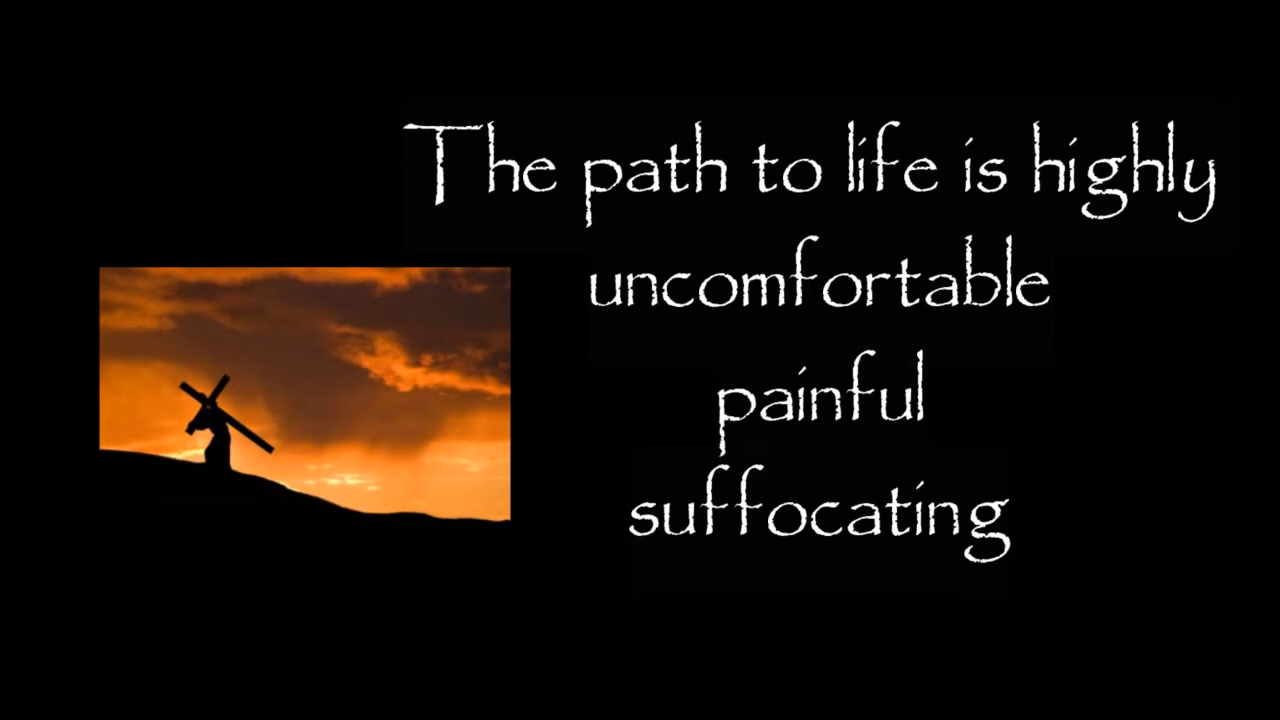 The path to life is highly
uncomfortable
painful
suffocating